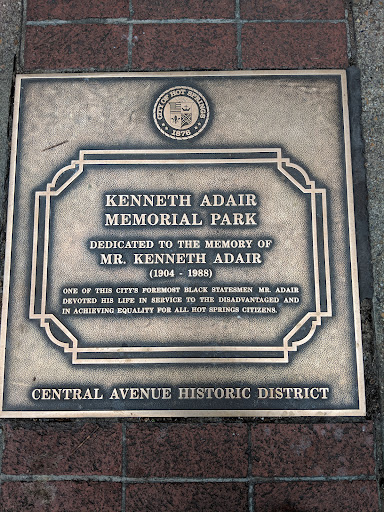 CITY OF HOT SPRINGS
1876
KENNETH ADAIR
MEMORIAL PARK
DEDICATED TO THE MEMORY OF
MR. KENNETH ADAIR
(1904 - 1988)
ONE OF THIS CITY'S FOREMOST BLACK STATESMEN MR. ADAIR
DEVOTED HIS LIFE IN SERVICE TO THE DISADVANTAGED AND
IN ACHIEVING EQUALITY FOR ALL HOT SPRINGS CITIZENS.
CENTRAL AVENUE HISTORIC DISTRICT